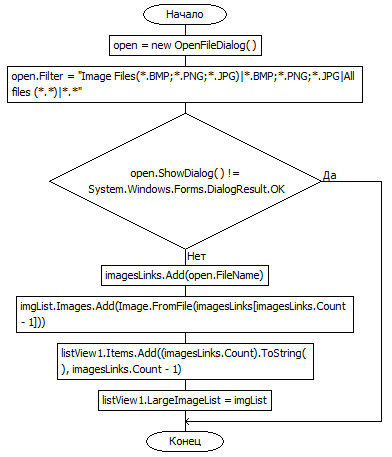 Начало
open = new OpenFileDialog( )
open.Filter = "Image Files(*.BMP;*.PNG;*.JPG)|*.BMP;*.PNG;*.JPG|All
files (*.*)|*.*"
open.ShowDialog( ) !=
System.Windows.Forms.DialogResult.OK
Да
Нет
imagesLinks.Add(open.FileName)
imgList.Images.Add(Image.FromFile(imagesLinks[imagesLinks.Count
- 1]))
listView1.Items.Add((imagesLinks.Count).ToString(
), imagesLinks.Count - 1)
listView1.LargeImageList = imgList
Конец